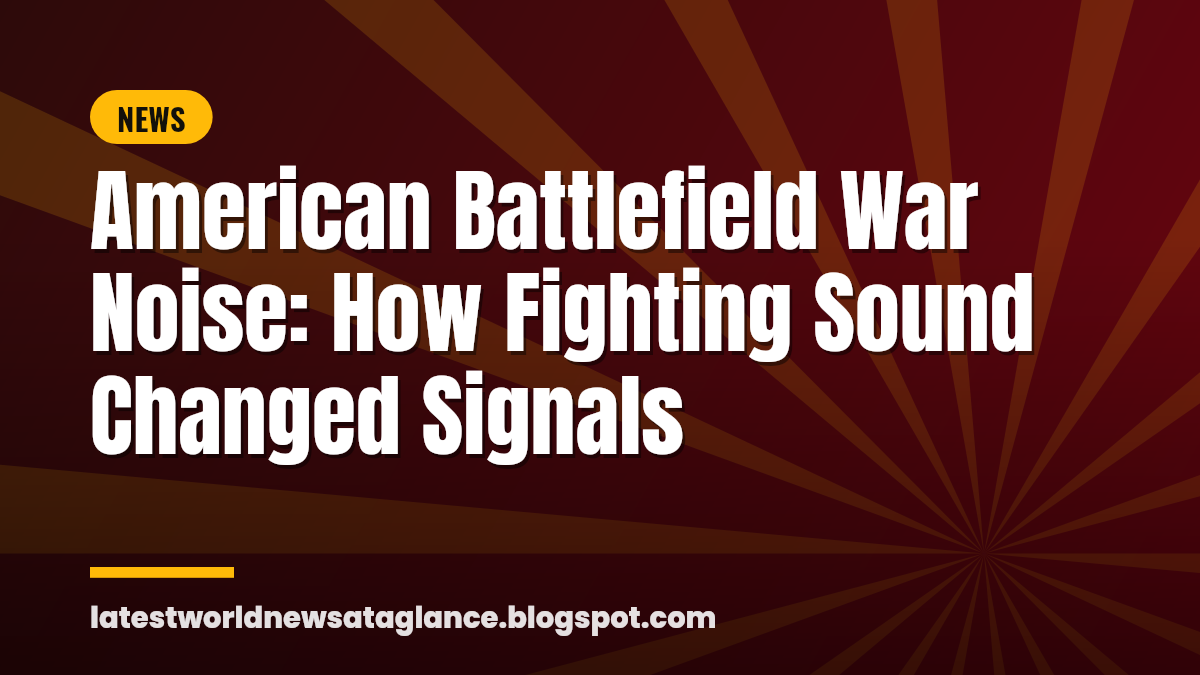 NEWS
American Battlefield War
Noise: How Fighting Sound
Changed Signals
latestworldnewsataglance.blogspot.com